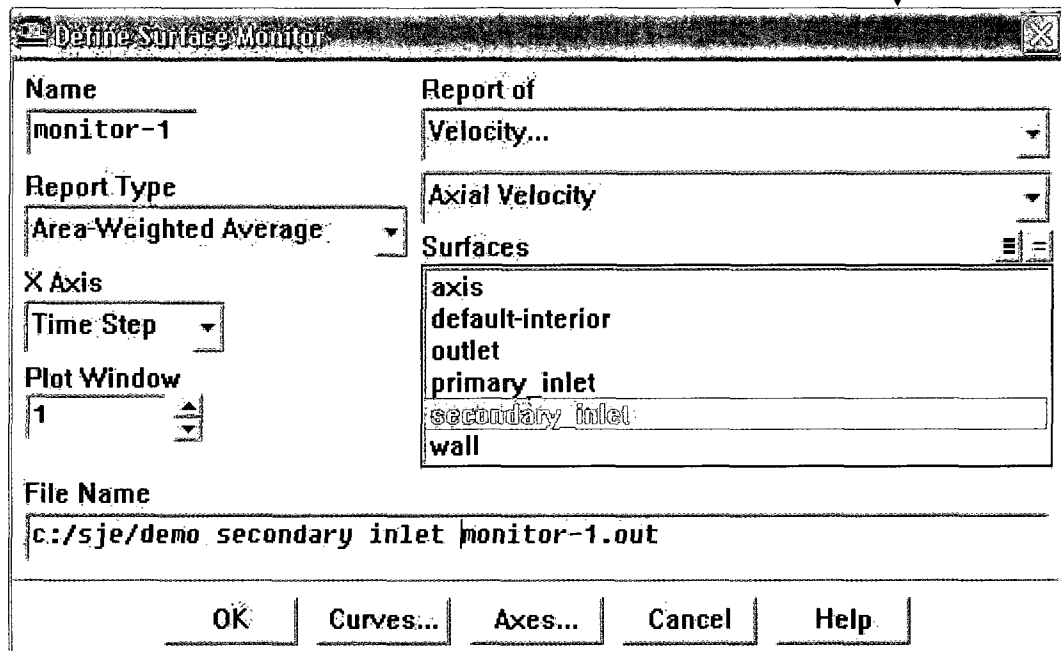 Define Surface Monitor
Name
monitor-1
Report Type
Area-Weighted Average
X Axis
Time Step
Plot Window
1
Report of
Velocity...
Axial Velocity
Surfaces
axis
default-interior
outlet
primary_inlet
secondary_inlet
wall
File Name
c:/sje/demo secondary inlet monitor-1.out
OK Curves... Axes... Cancel Help